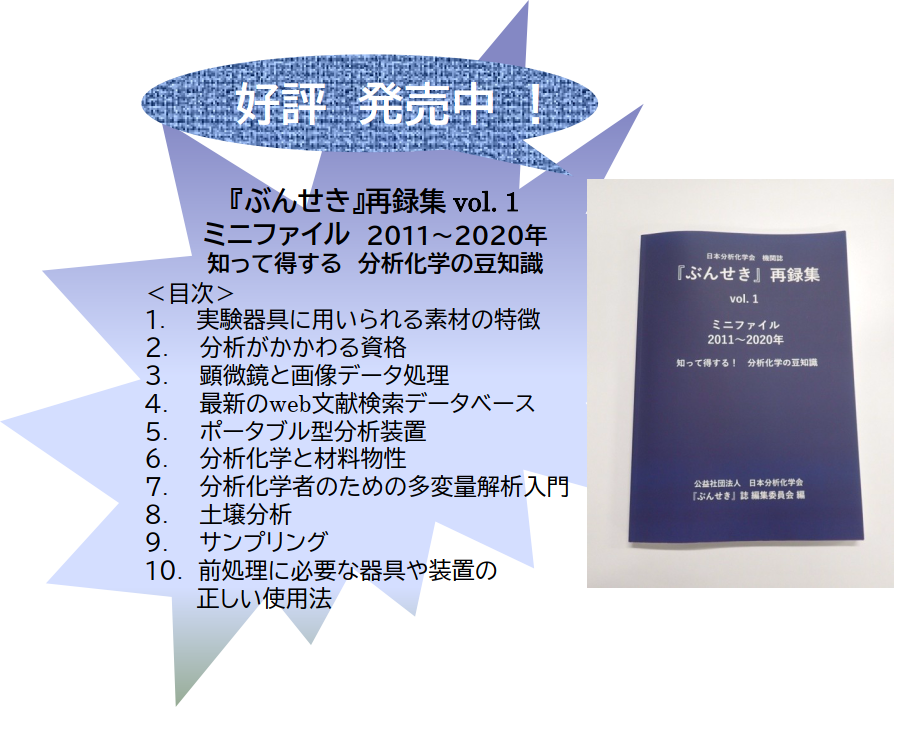 好評　発売中 ！
『ぶんせき』再録集 vol. 1
ミニファイル　2011～2020年
知って得する　分析化学の豆知識
＜目次＞
1.　実験器具に用いられる素材の特徴
2.　分析がかかわる資格
3.　顕微鏡と画像データ処理
4.　最新のweb文献検索データベース
5.　ポータブル型分析装置
6.　分析化学と材料物性
7.　分析化学者のための多変量解析入門
8.　土壌分析
9.　サンプリング
10.　前処理に必要な器具や装置の
正しい使用法
日本分析化学会　機関誌
『ぶんせき』再録集
vol. 1
ミニファイル
2011～2020年
知って得する！　分析化学の豆知識
公益社団法人　日本分析化学会
『ぶんせき』誌 編集委員会 編